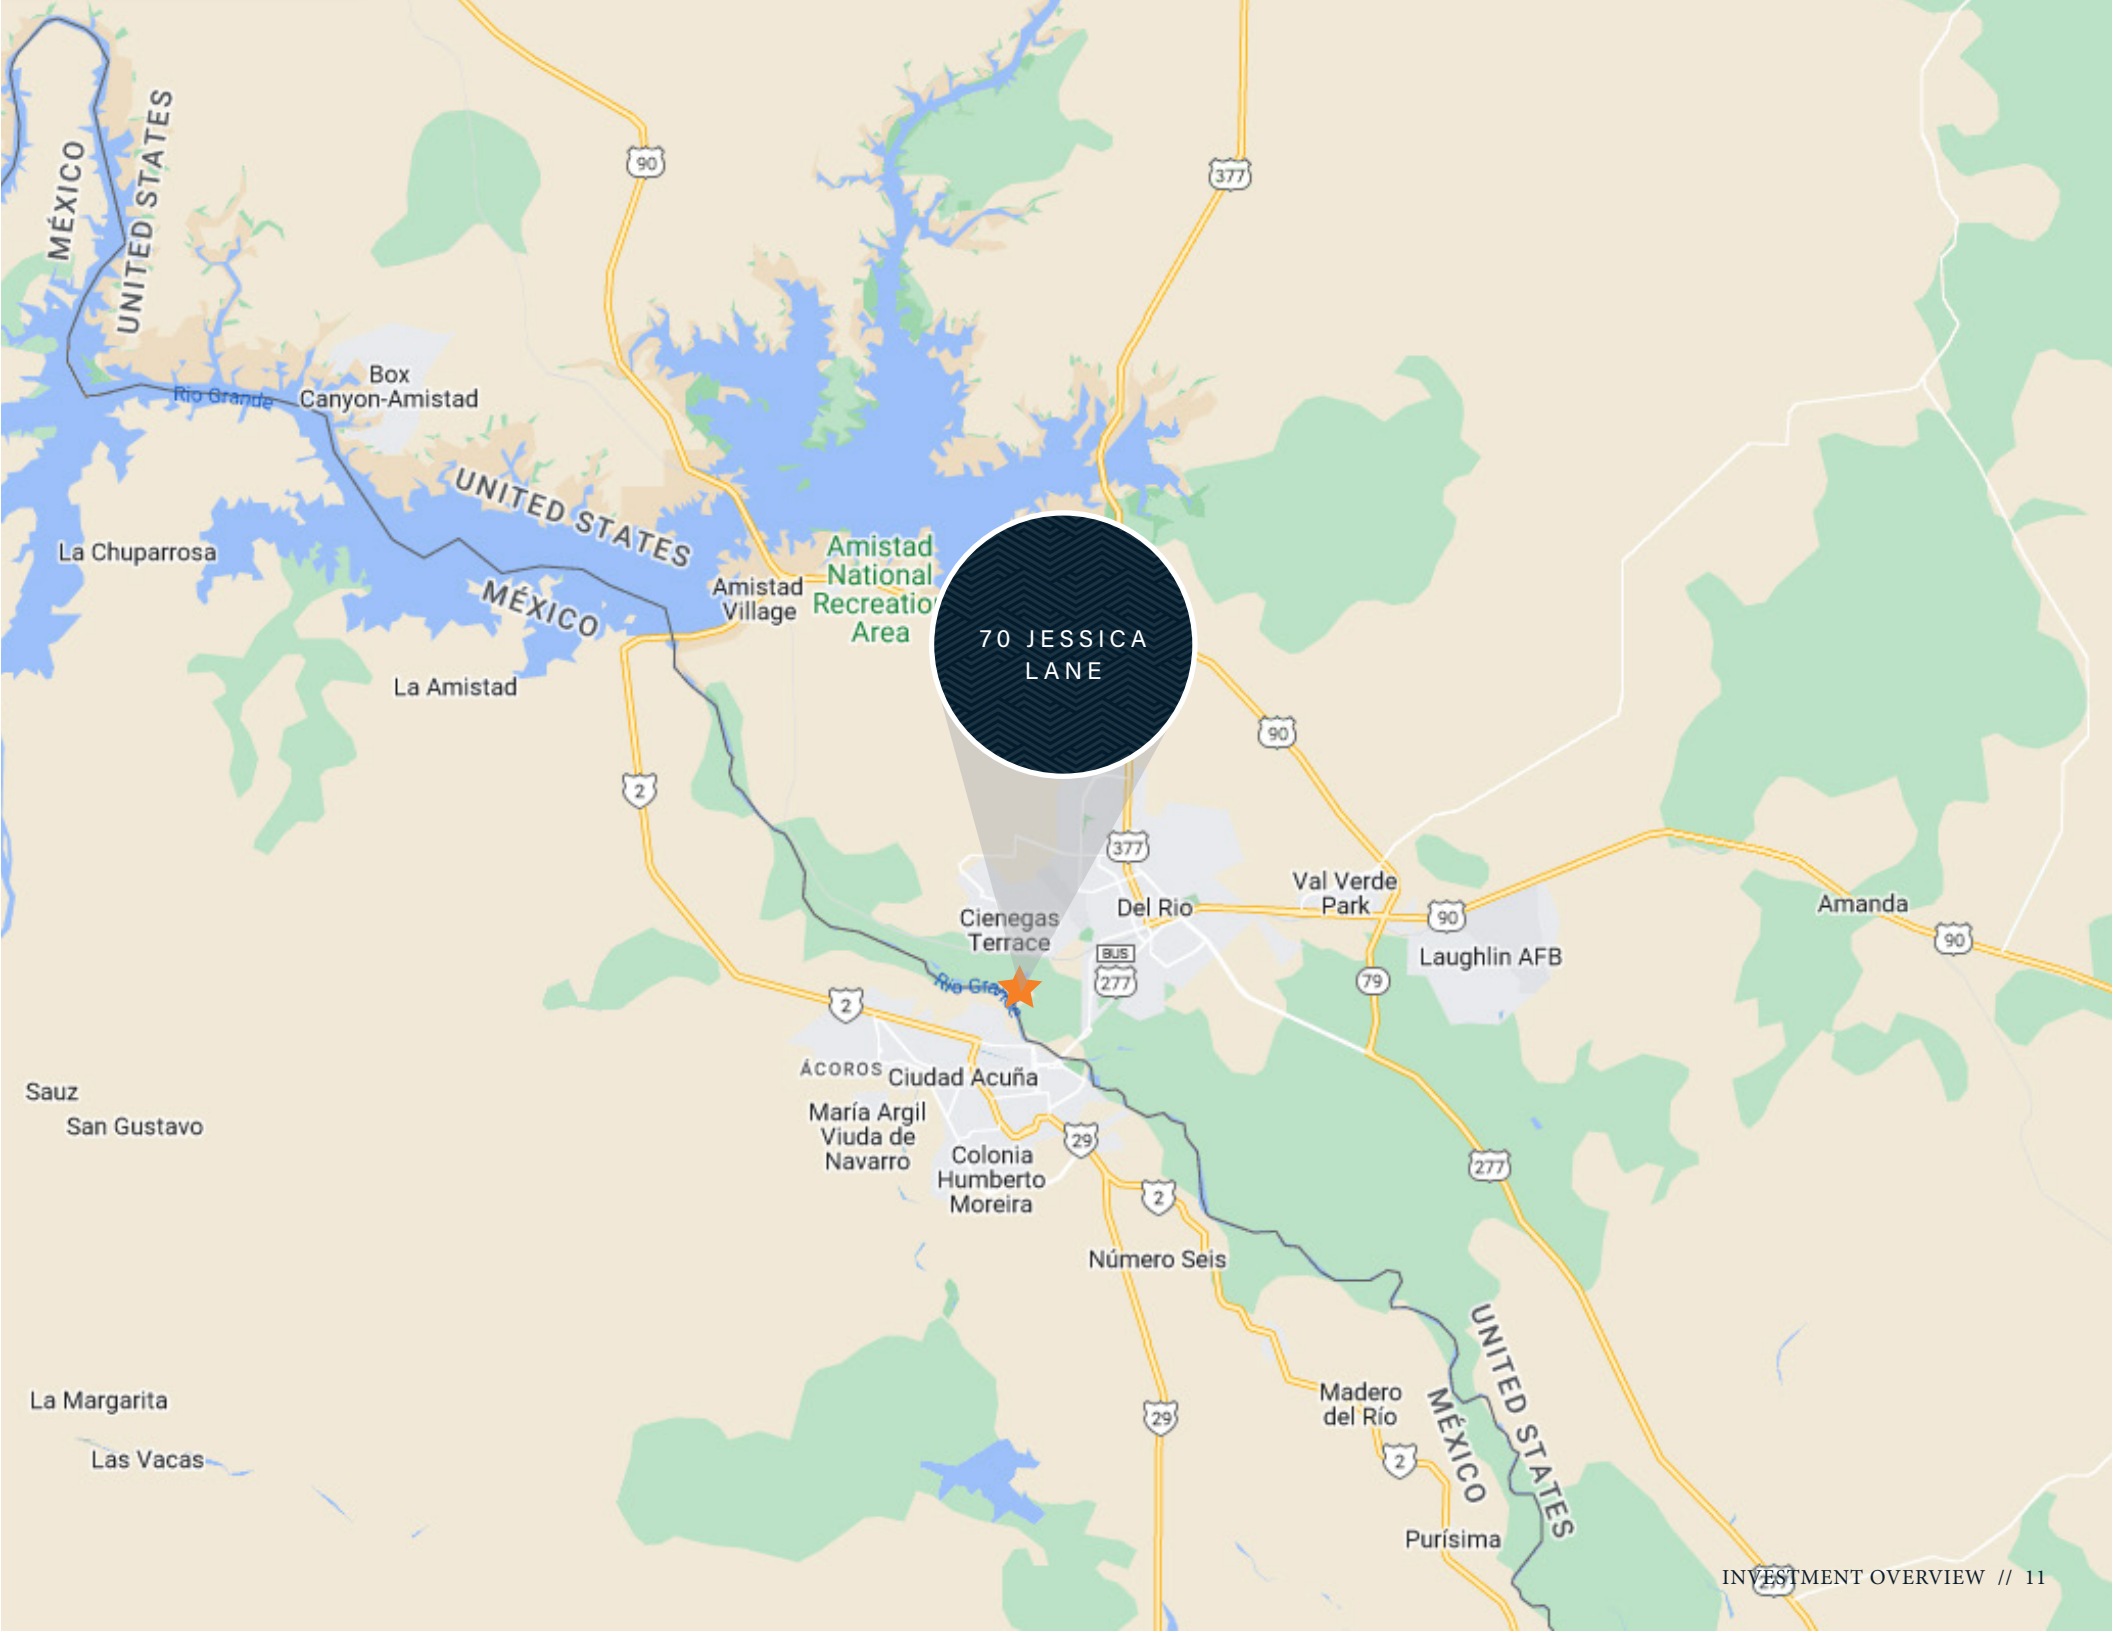 90
377
MÉXICO
UNITED STATES
Box
Canyon-Amistad
Rio Grande
UNITED STATES
La Chuparrosa
MÉXICO
Amistad
Village
Amistad
National
Recreatio
Area
70 JESSICA
LANE
La Amistad
90
2
377
Val Verde
Park
Cienegas
Terrace
Del Rio
90
Amanda
90
Laughlin AFB
BUS
277
79
Rio Grande
2
ÁCOROS
Ciudad Acuña
Sauz
San Gustavo
María Argil
Viuda de
Navarro
29
Colonia
Humberto
Moreira
277
2
Número Seis
UNITED STATES
MÉXICO
Madero
del Río
La Margarita
29
Las Vacas
2
Purísima
277
INVESTMENT OVERVIEW // 11